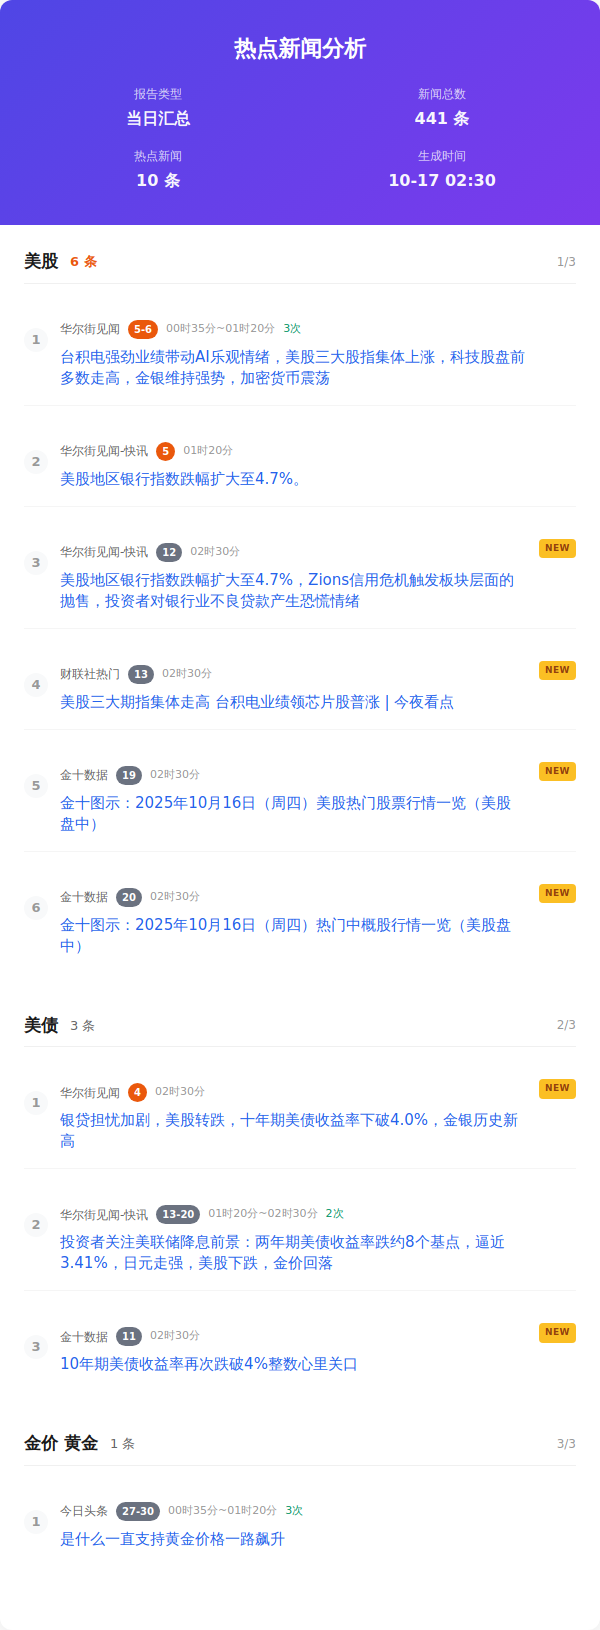 热点新闻分析
报告类型
新闻总数
当日汇总
441 条
热点新闻
生成时间
10 条
10-17 02:30
美股 6 条 1/3
1
华尔街见闻 5-6 00时35分~01时20分 3次
台积电强劲业绩带动AI乐观情绪，美股三大股指集体上涨，科技股盘前
多数走高，金银维持强势，加密货币震荡
2
华尔街见闻-快讯 5 01时20分
美股地区银行指数跌幅扩大至4.7%。
3
华尔街见闻-快讯 12 02时30分 NEW
美股地区银行指数跌幅扩大至4.7%，Zions信用危机触发板块层面的
抛售，投资者对银行业不良贷款产生恐慌情绪
4
财联社热门 13 02时30分 NEW
美股三大期指集体走高 台积电业绩领芯片股普涨 | 今夜看点
5
金十数据 19 02时30分 NEW
金十图示：2025年10月16日（周四）美股热门股票行情一览（美股
盘中）
6
金十数据 20 02时30分 NEW
金十图示：2025年10月16日（周四）热门中概股行情一览（美股盘
中）
美债 3 条 2/3
1
华尔街见闻 4 02时30分 NEW
银贷担忧加剧，美股转跌，十年期美债收益率下破4.0%，金银历史新
高
2
华尔街见闻-快讯 13-20 01时20分~02时30分 2次
投资者关注美联储降息前景：两年期美债收益率跌约8个基点，逼近
3.41%，日元走强，美股下跌，金价回落
3
金十数据 11 02时30分 NEW
10年期美债收益率再次跌破4%整数心里关口
金价 黄金 1 条 3/3
1
今日头条 27-30 00时35分~01时20分 3次
是什么一直支持黄金价格一路飙升